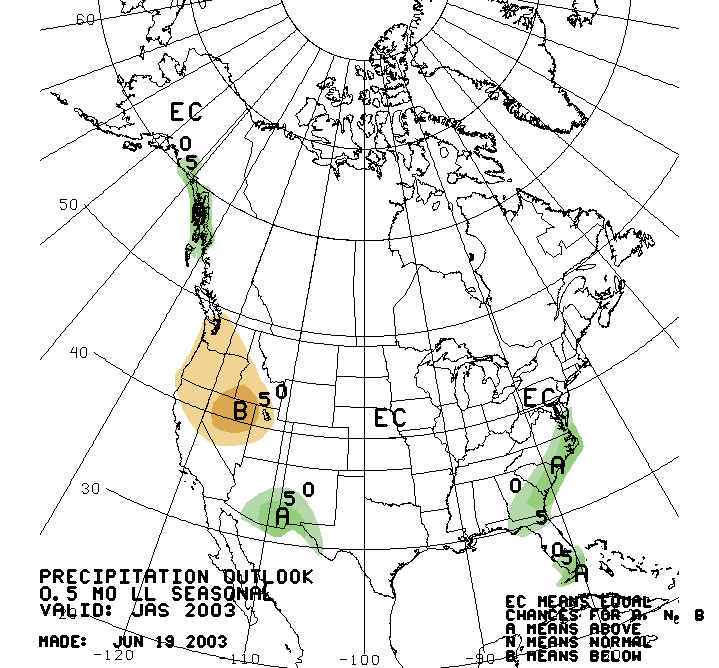 60
EC
0
5
50
40
5 0
B
EC
EC
A
0
5
0
5
A
30
5
0
5
A
PRECIPITATION OUTLOOK
0.5 MO LL SEASONAL
VALID: JAS 2003
MADE: JUN 19 2003
EC MEANS EQUAL
CHANCES FOR A, N, B
A MEANS ABOVE
N MEANS NORMAL
B MEANS BELOW
-120
-110
-100
-90